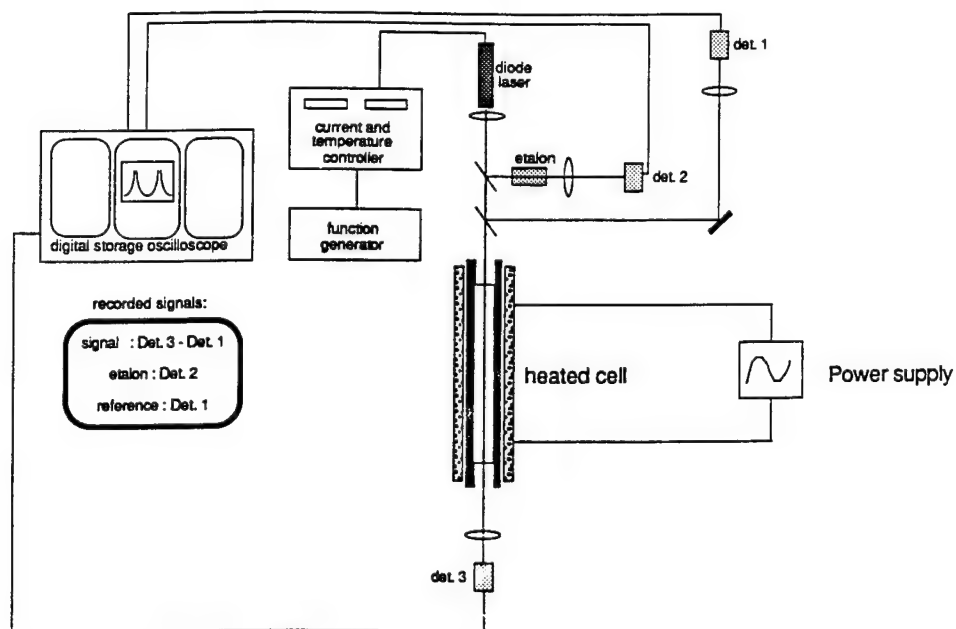 det. 1
diode
laser
current and
temperature
controller
etalon
det. 2
function
generator
digital storage oscilloscope
recorded signals:
signal : Det. 3 - Det. 1
etalon : Det. 2
reference : Det. 1
heated cell
Power supply
det. 3